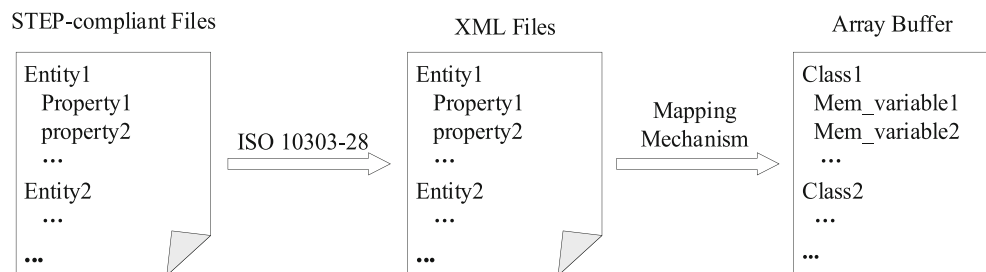 STEP-compliant Files
Entity1
Property1
property2
...
Entity2
...
...
ISO 10303-28
XML Files
Entity1
Property1
property2
...
Entity2
...
...
Mapping
Mechanism
Array Buffer
Class1
Mem_variable1
Mem_variable2
...
Class2
...
...